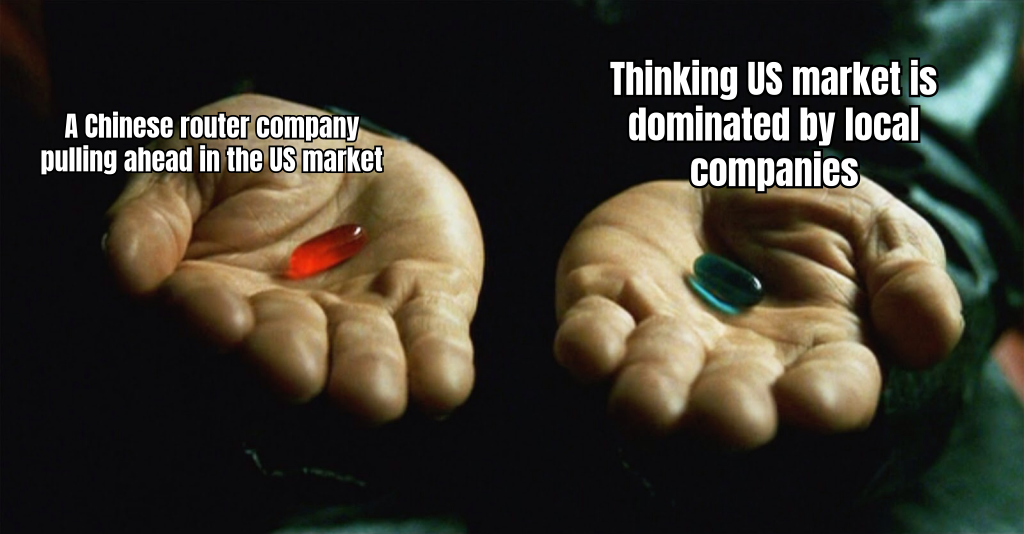 A Chinese router company
pulling ahead in the US market
Thinking US market is
dominated by local
companies